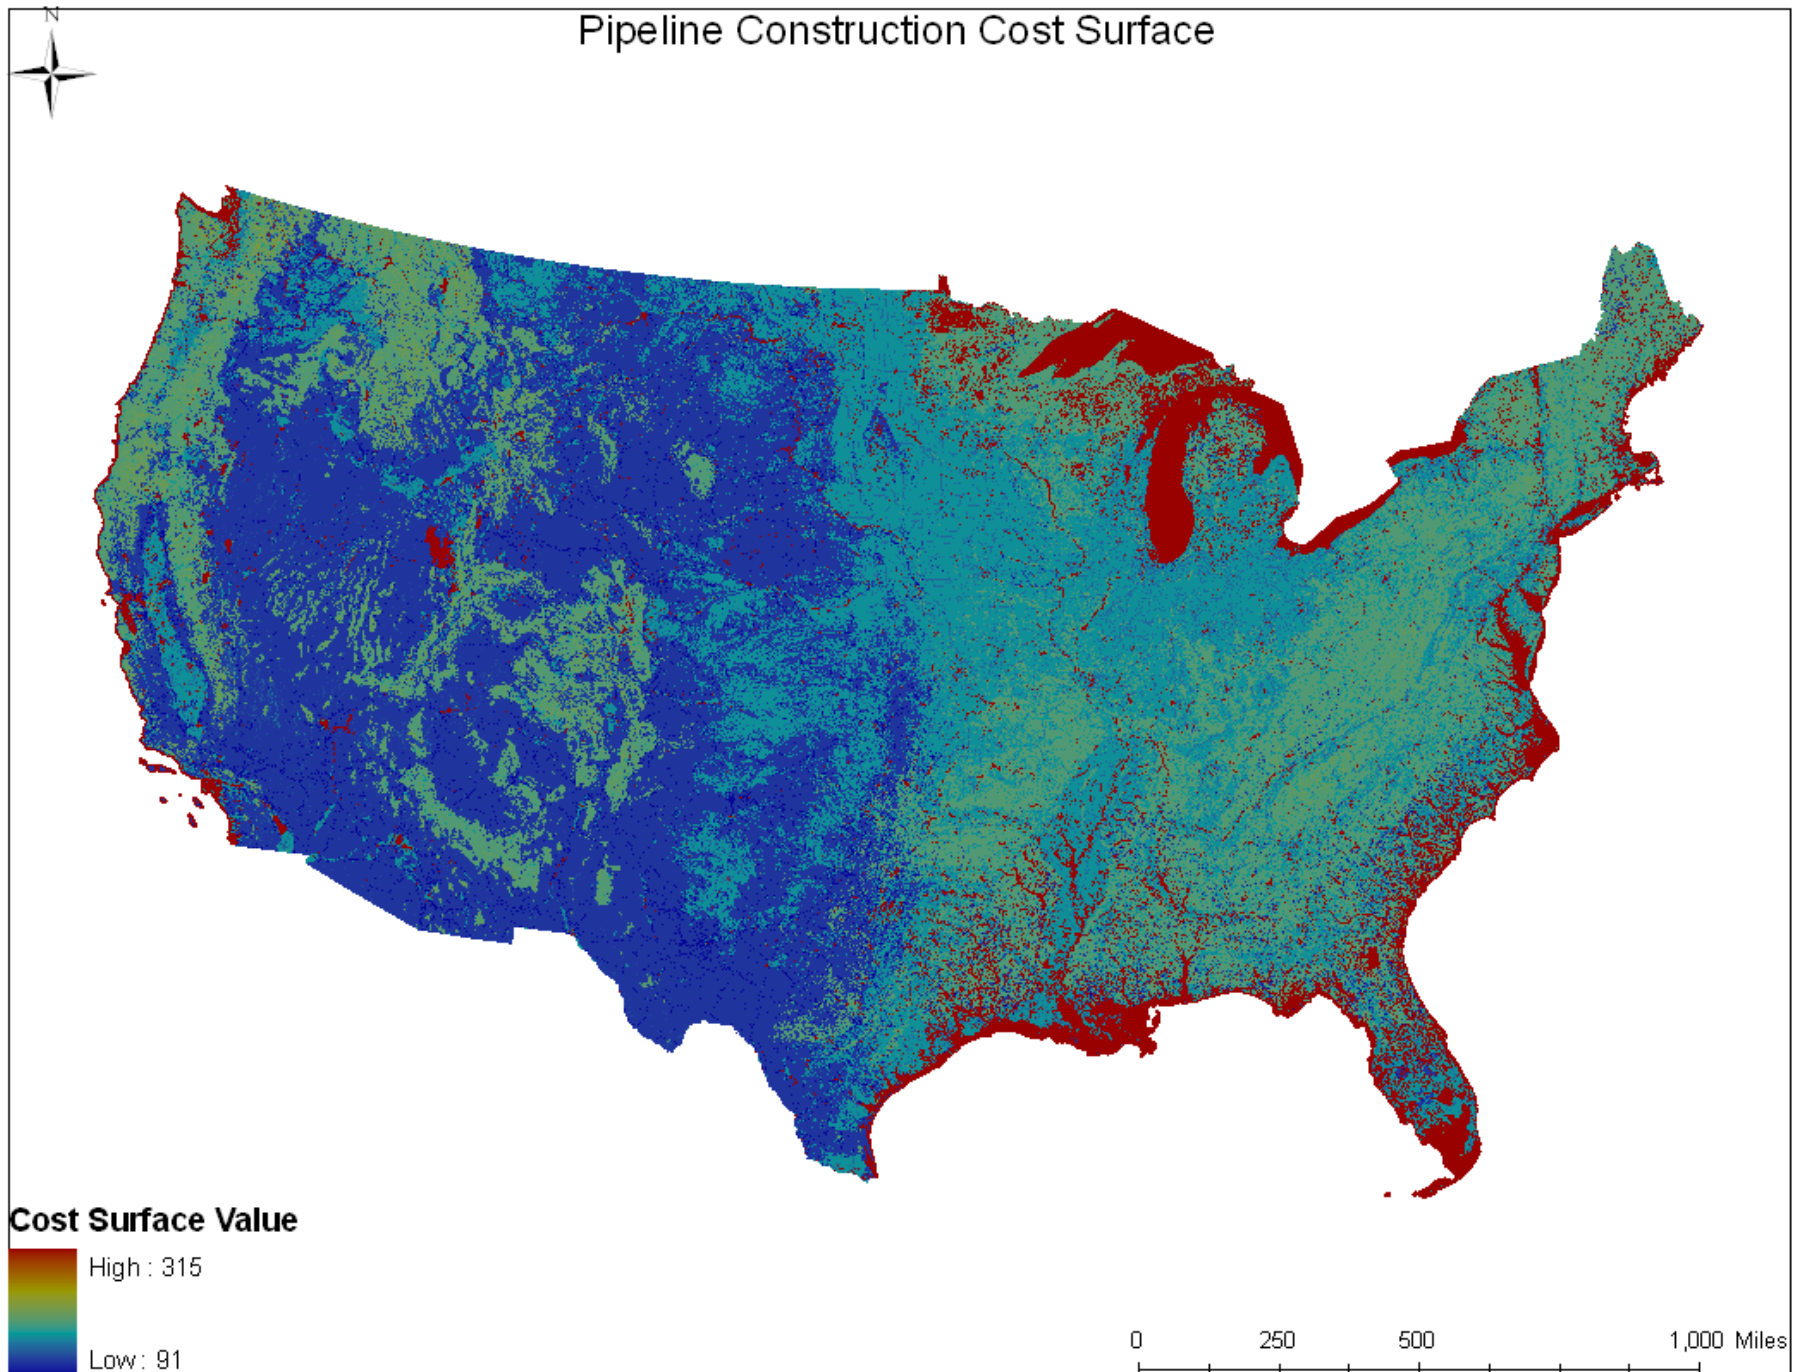 N
Pipeline Construction Cost Surface
Cost Surface Value
High : 315
Low : 91
0 250 500 1,000 Miles